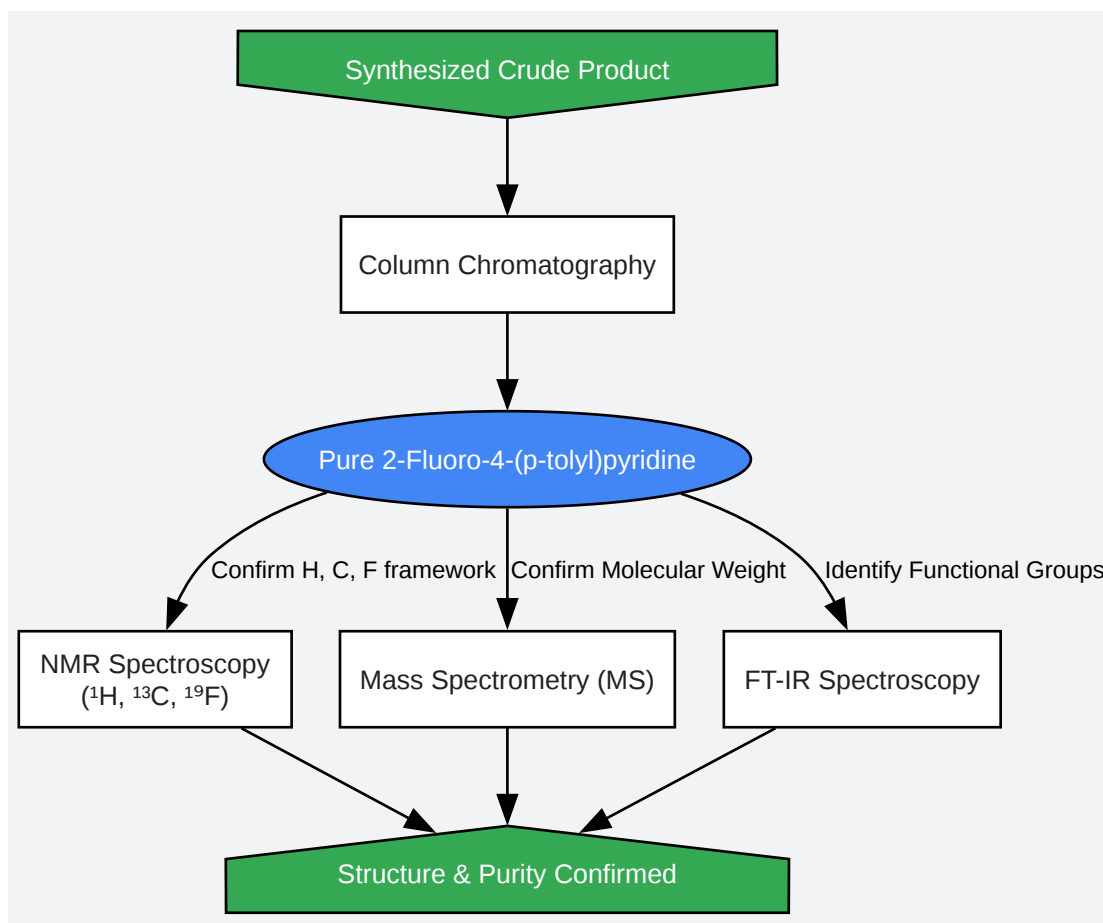 Synthesized Crude Product
Column Chromatography
Pure 2-Fluoro-4-(p-tolyl)pyridine
Confirm H, C, F framework
Confirm Molecular Weight
Identify Functional Groups
NMR Spectroscopy
(¹H, ¹³C, ¹⁹F)
Mass Spectrometry (MS)
FT-IR Spectroscopy
Structure & Purity Confirmed